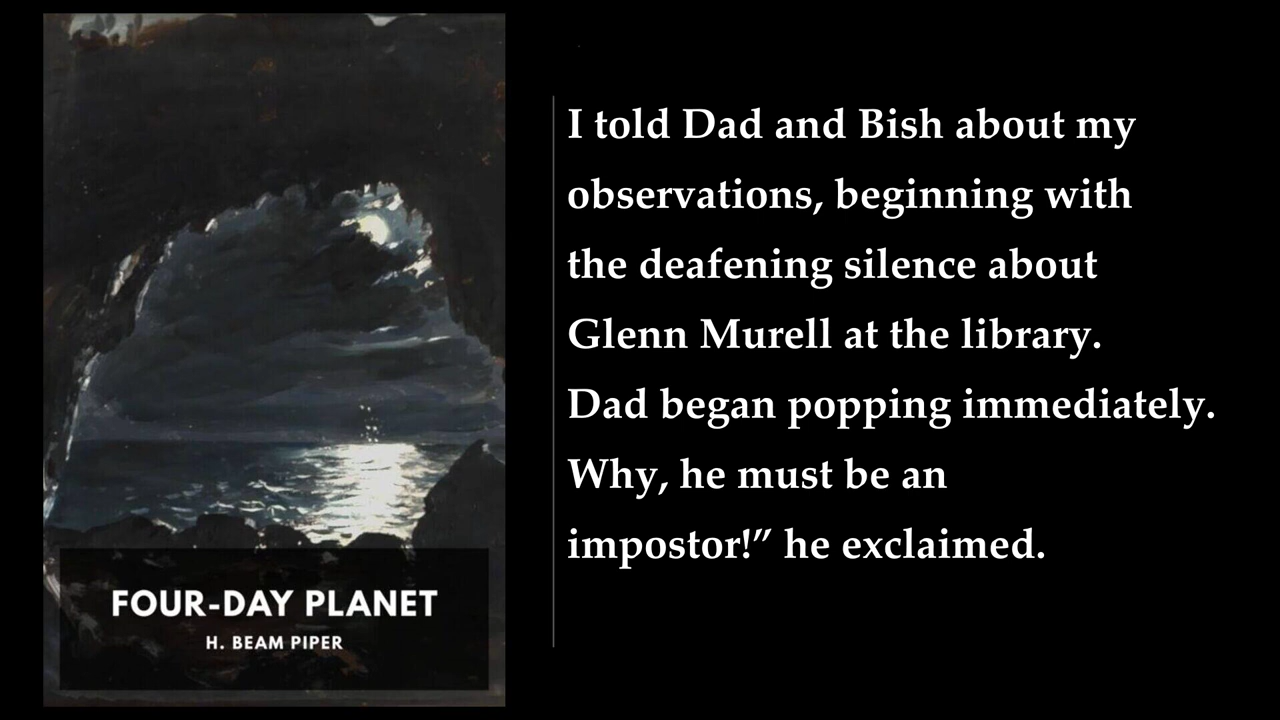 FOUR-DAY PLANET
H. BEAM PIPER
I told Dad and Bish about my
observations, beginning with
the deafening silence about
Glenn Murell at the library.
Dad began popping immediately.
Why, he must be an
impostor!” he exclaimed.